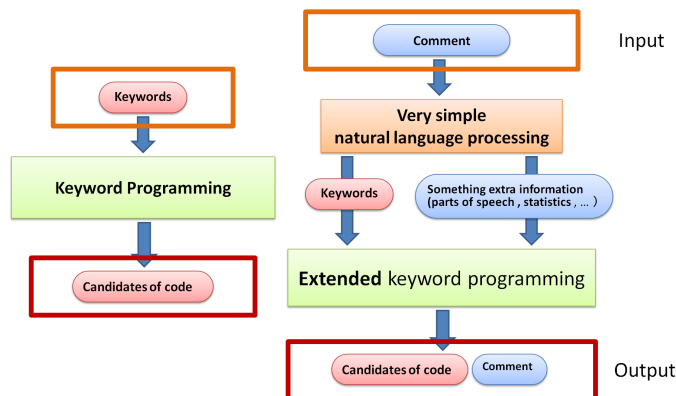 Comment
Input
Keywords
Very simple
natural language processing
Keyword Programming
Keywords
Something extra information
(parts of speech , statistics , ... )
Candidates of code
Extended keyword programming
Candidates of code
Comment
Output